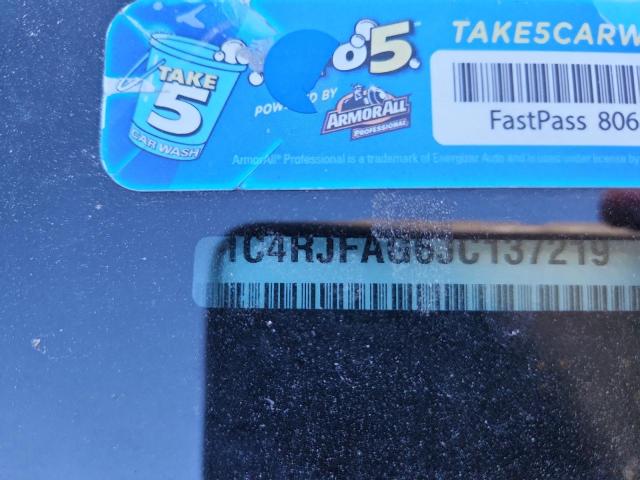 TAKE 5
CAR WASH
5
POWERED BY
ARMORALL
PROFESSIONAL
TAKE5CARW
FastPass 806
ArmorAll® Professional is a trademark of Energizer Auto and is used under license by
1C4RJFAG6JC137219